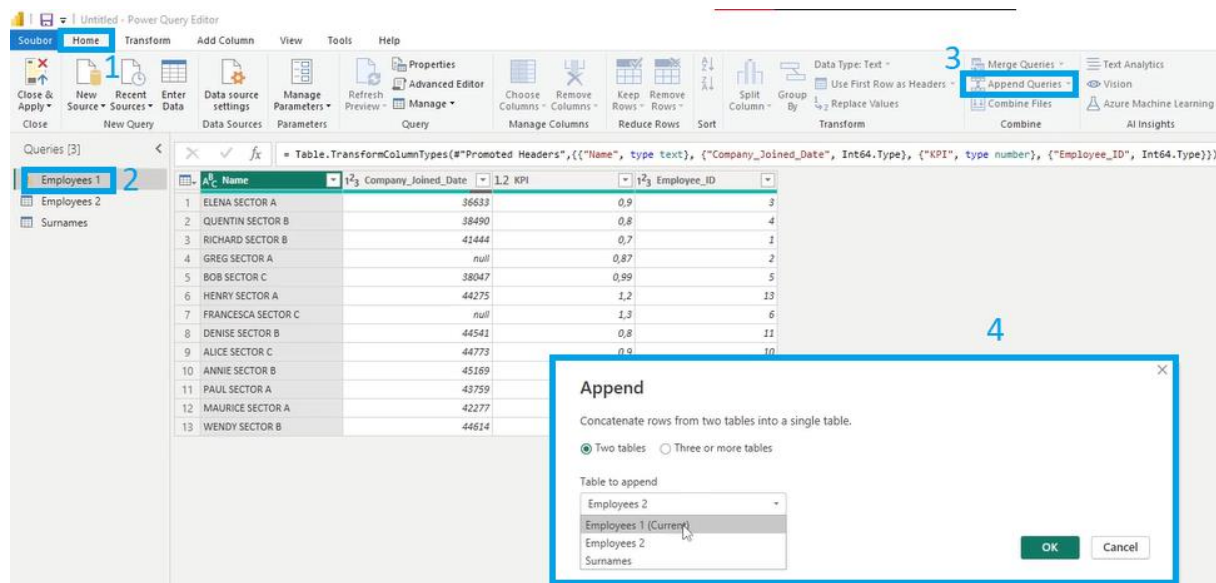 Untitled - Power Query Editor
Soubor Home Transform Add Column View Tools Help
1
3
Close & Apply
New Source
Recent Sources
Enter Data
Data source settings
Manage Parameters
Refresh Preview
Properties
Advanced Editor
Manage
Choose Columns
Remove Columns
Keep Rows
Remove Rows
Split Column
Group By
Data Type: Text
Use First Row as Headers
Replace Values
Merge Queries
Append Queries
Combine Files
Text Analytics
Vision
Azure Machine Learning
Close New Query Data Sources Parameters Query Manage Columns Reduce Rows Sort Transform Combine AI Insights
Queries [3]
fx = Table.TransformColumnTypes(#"Promoted Headers",{{"Name", type text}, {"Company_Joined_Date", Int64.Type}, {"KPI", type number}, {"Employee_ID", Int64.Type}})
Employees 1
2
Employees 2
Surnames
ABC Name 123 Company_Joined_Date 1.2 KPI 123 Employee_ID
1 ELENA SECTOR A 36633 0,9 3
2 QUENTIN SECTOR B 38490 0,8 4
3 RICHARD SECTOR B 41444 0,7 1
4 GREG SECTOR A null 0,87 2
5 BOB SECTOR C 38047 0,99 5
6 HENRY SECTOR A 44275 1,2 13
7 FRANCESCA SECTOR C null 1,3 6
8 DENISE SECTOR B 44541 0,8 11
9 ALICE SECTOR C 44773 0,9 10
10 ANNIE SECTOR B 45169
11 PAUL SECTOR A 43759
12 MAURICE SECTOR A 42277
13 WENDY SECTOR B 44614
4
Append
Concatenate rows from two tables into a single table.
Two tables Three or more tables
Table to append
Employees 2
Employees 1 (Current)
Employees 2
Surnames
OK Cancel